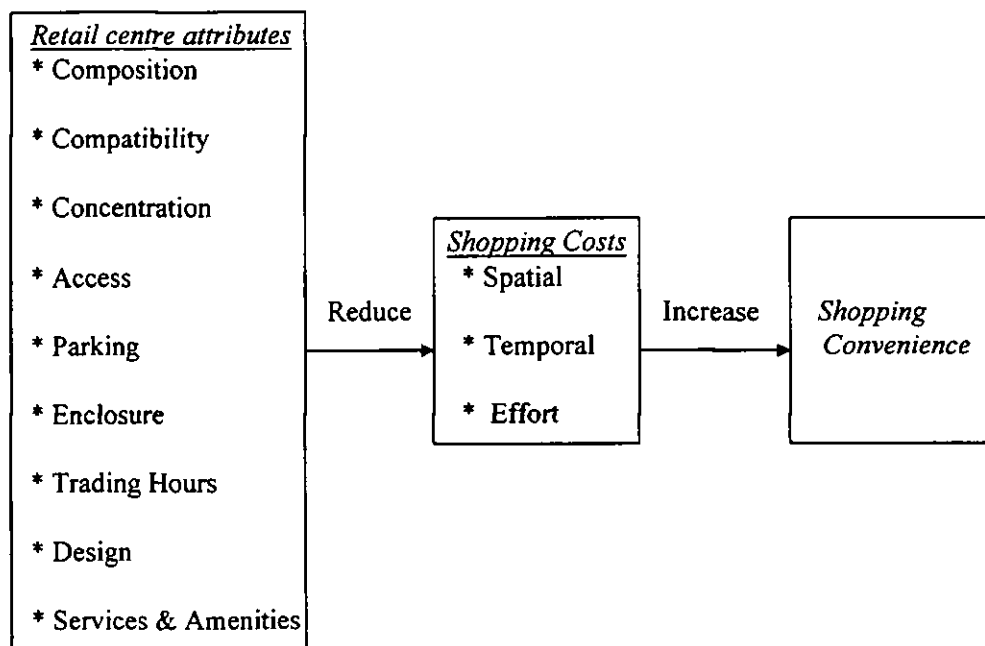 Retail centre attributes
* Composition
* Compatibility
* Concentration
* Access
* Parking
* Enclosure
* Trading Hours
* Design
* Services & Amenities
Reduce
Shopping Costs
* Spatial
* Temporal
* Effort
Increase
Shopping
Convenience